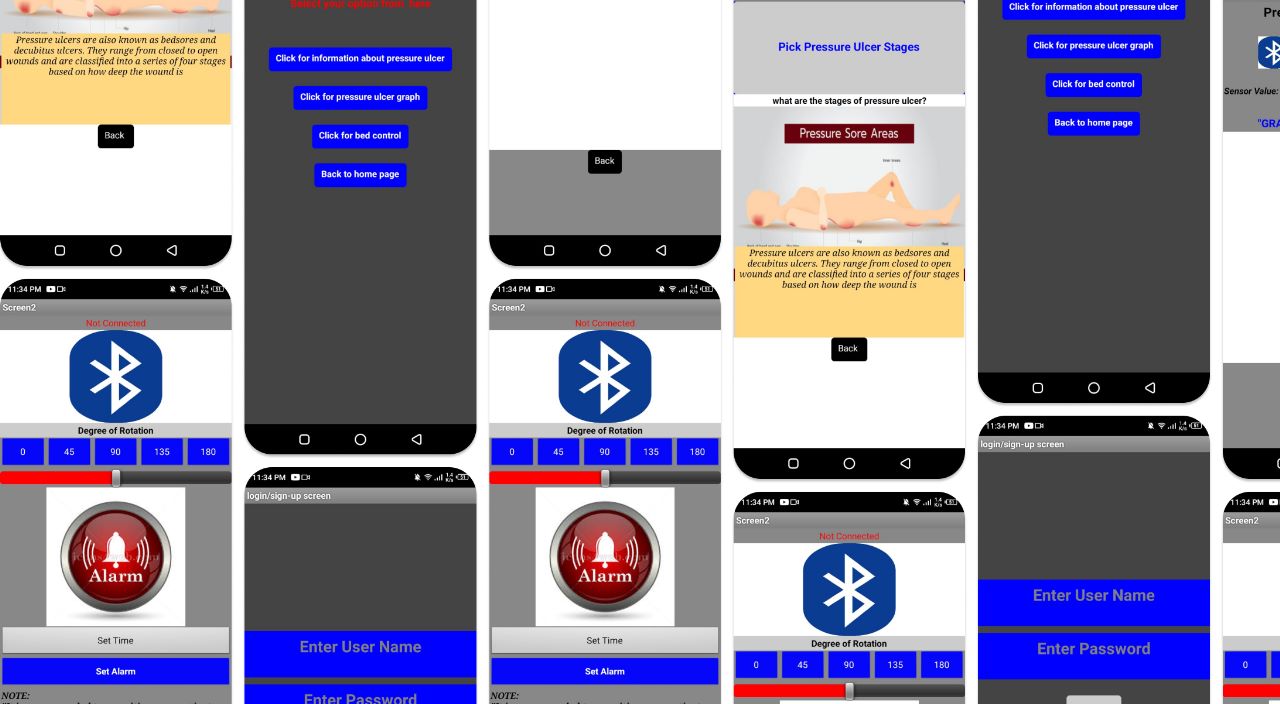 Pressure ulcers are also known as bedsores and
decubitus ulcers. They range from closed to open
wounds and are classified into a series of four stages
based on how deep the wound is
Back
11:34 PM
Screen2
Not Connected
Degree of Rotation
0 45 90 135 180
Alarm
Set Time
Set Alarm
NOTE:
Select your option from here
Click for information about pressure ulcer
Click for pressure ulcer graph
Click for bed control
Back to home page
11:34 PM
login/sign-up screen
Enter User Name
Enter Password
Back
11:34 PM
Screen2
Not Connected
Degree of Rotation
0 45 90 135 180
Alarm
Set Time
Set Alarm
NOTE:
Pick Pressure Ulcer Stages
what are the stages of pressure ulcer?
Pressure Sore Areas
Pressure ulcers are also known as bedsores and
decubitus ulcers. They range from closed to open
wounds and are classified into a series of four stages
based on how deep the wound is
Back
11:34 PM
Screen2
Not Connected
Degree of Rotation
0 45 90 135 180
Click for information about pressure ulcer
Click for pressure ulcer graph
Click for bed control
Back to home page
11:34 PM
login/sign-up screen
Enter User Name
Enter Password
Pre
Sensor Value:
"GRA
11:34 PM
Screen2
0